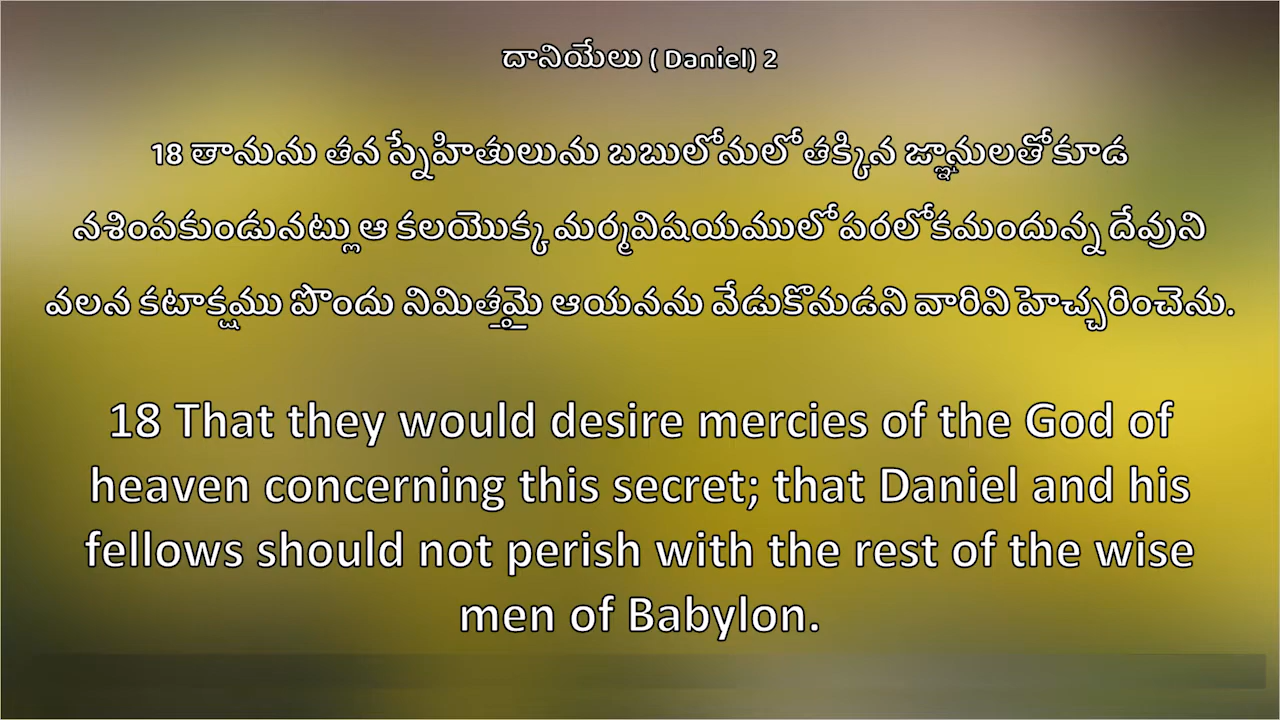 దానియేలు ( Daniel) 2
18 తానును తన స్నేహితులును బబులోనులో తక్కిన జ్ఞానులతోకూడ
నశింపకుండునట్లు ఆ కలయొక్క మర్మవిషయములో పరలోకమందున్న దేవుని
వలన కటాక్షము పొందు నిమిత్తమై ఆయనను వేడుకొనుడని వారిని హెచ్చరించెను.
18 That they would desire mercies of the God of
heaven concerning this secret; that Daniel and his
fellows should not perish with the rest of the wise
men of Babylon.